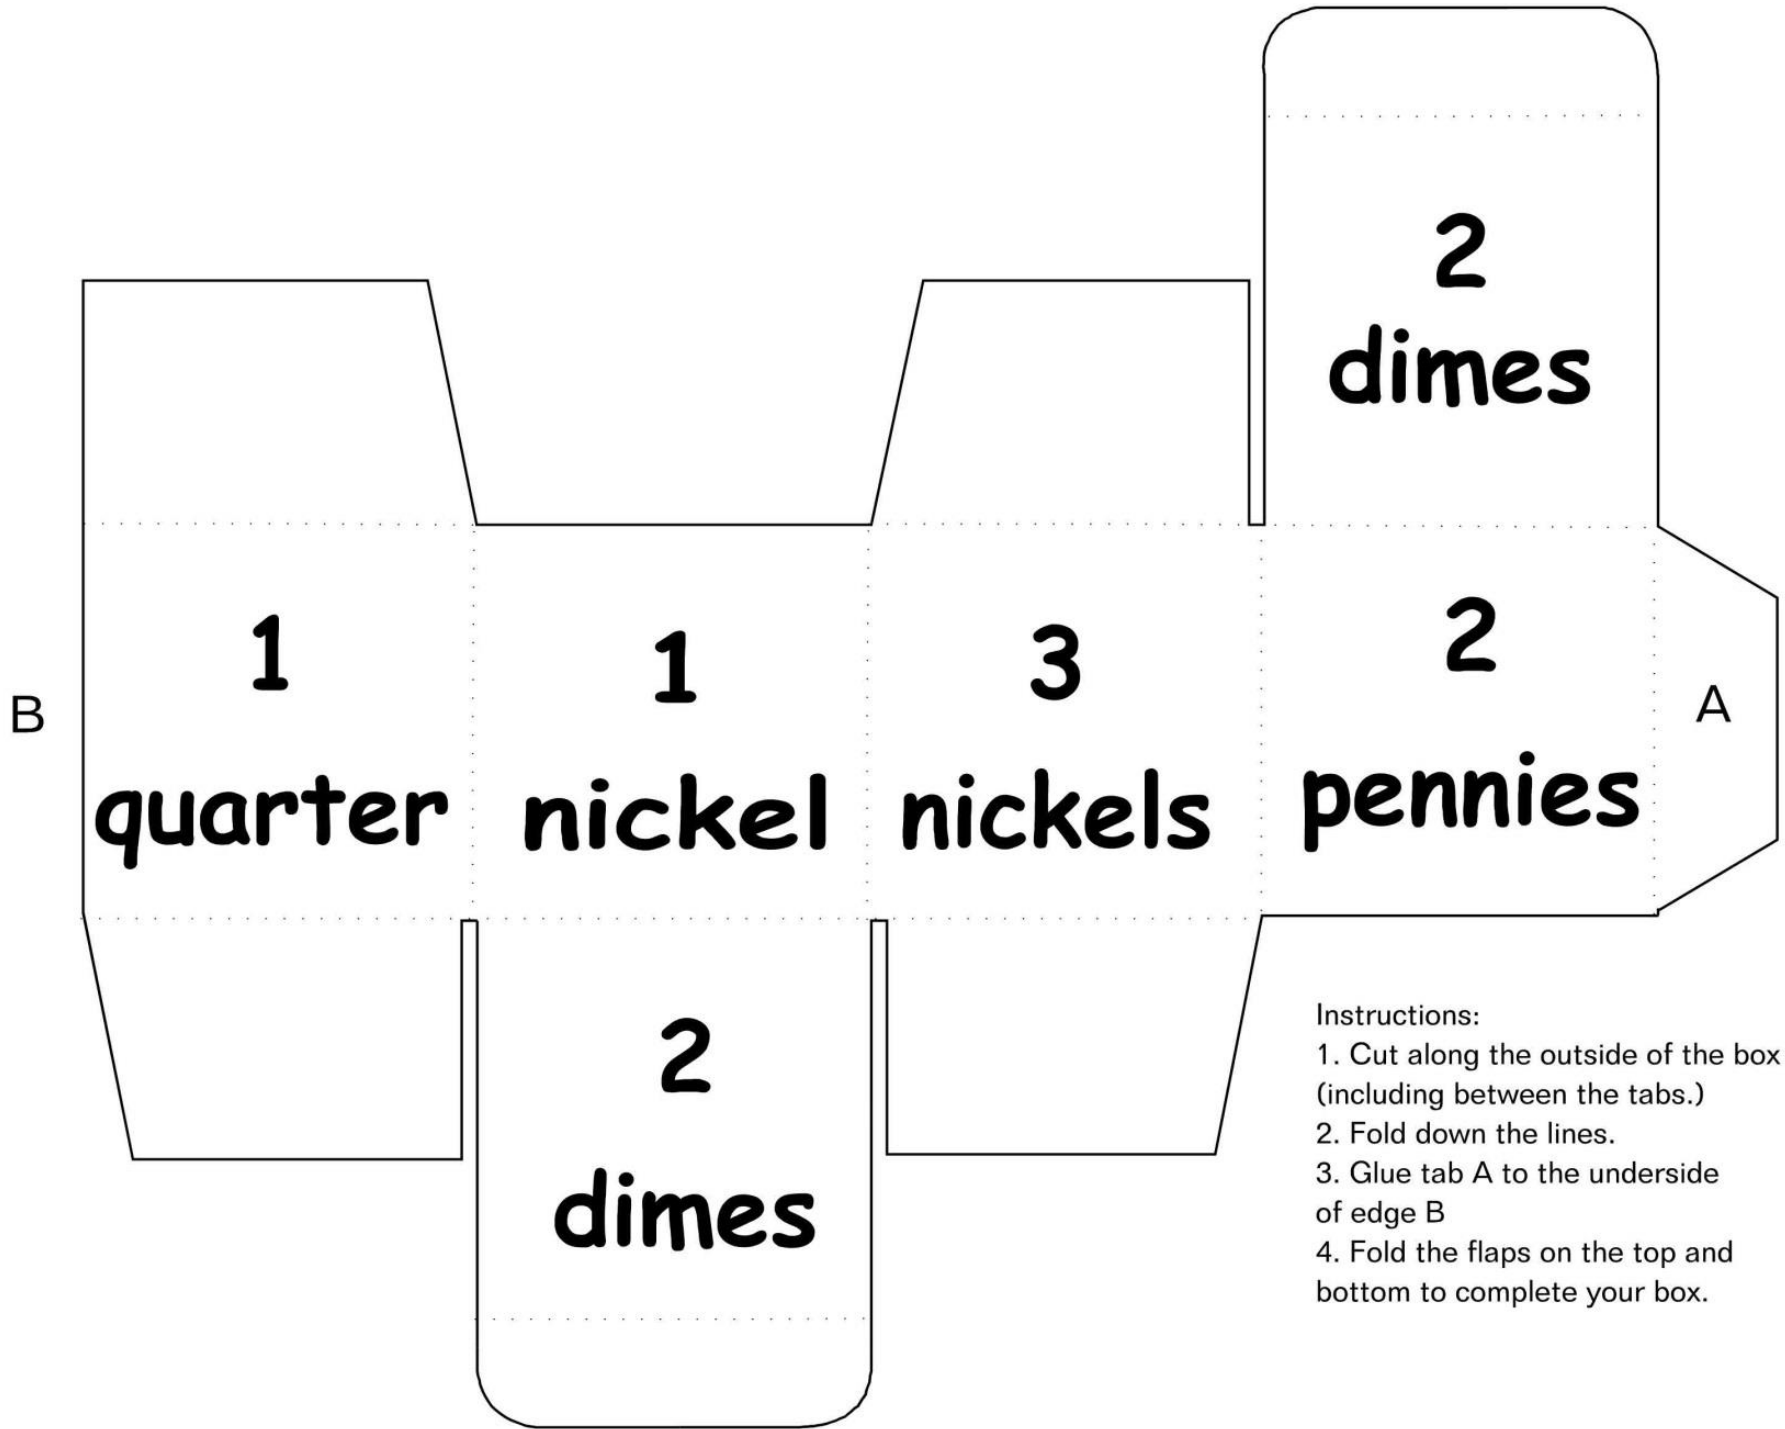 2
dimes
1
quarter
1
nickel
3
nickels
2
pennies
B
A
2
dimes
Instructions:
1. Cut along the outside of the box
(including between the tabs.)
2. Fold down the lines.
3. Glue tab A to the underside
of edge B
4. Fold the flaps on the top and
bottom to complete your box.